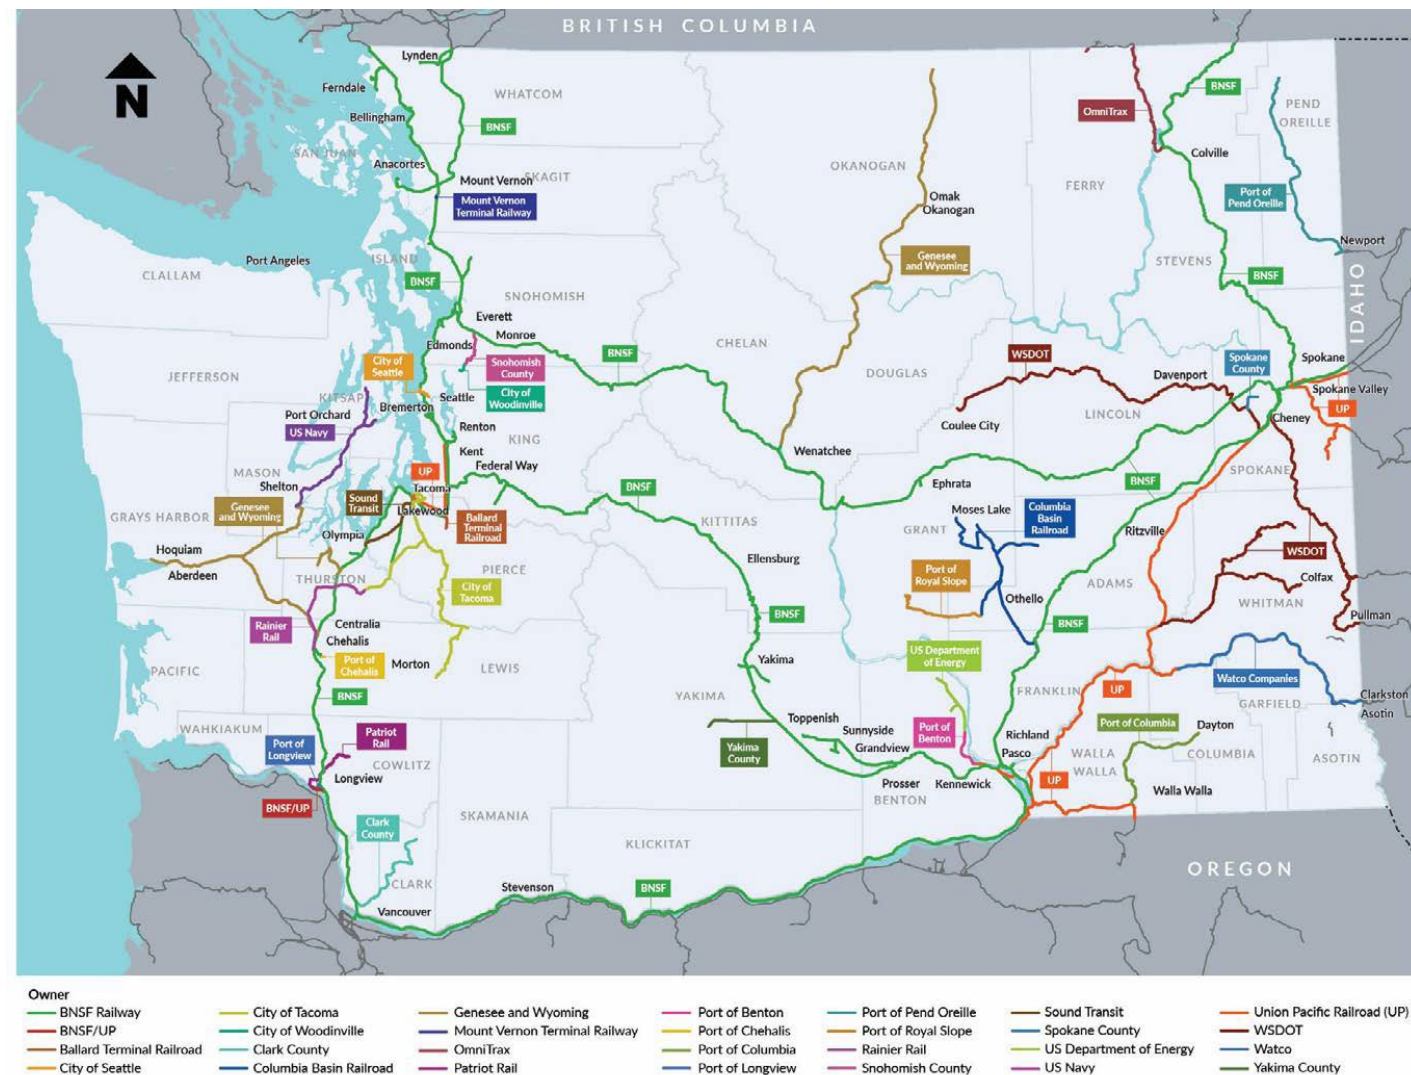 BRITISH COLUMBIA
N
Lynden
Ferndale
WHATCOM
BNSF
Bellingham
SAN JUAN
Anacortes
Mount Vernon
SKAGIT
Mount Vernon
Terminal Railway
OKANOGAN
Omak
Okanogan
Genesee
and Wyoming
OmniTrax
FERRY
BNSF
Colville
PEND
OREILLE
Port of
Pend Oreille
Newport
STEVENS
BNSF
IDAHO
CLALLAM
Port Angeles
ISLAND
BNSF
SNOHOMISH
Everett
Monroe
Edmonds
BNSF
CHELAN
DOUGLAS
Snohomish
County
City of
Woodinville
City of
Seattle
Seattle
JEFFERSON
KITSAP
Bremerton
Port Orchard
US Navy
Renton
KING
Kent
Federal Way
UP
Tacoma
MASON
Shelton
Genesee
and Wyoming
Sound
Transit
Lakewood
Ballard
Terminal
Railroad
GRAYS HARBOR
Olympia
Hoquiam
Aberdeen
THURSTON
PIERCE
City of
Tacoma
Rainier
Rail
Centralia
Chehalis
Port of
Chehalis
Morton
LEWIS
PACIFIC
BNSF
WAHKIAKUM
Port of
Longview
Patriot
Rail
COWLITZ
Longview
BNSF/UP
Clark
County
SKAMANIA
CLARK
Vancouver
Stevenson
BNSF
KLICKITAT
Wenatchee
BNSF
KITTITAS
Ellensburg
BNSF
Yakima
YAKIMA
Toppenish
Yakima
County
Sunnyside
Grandview
Prosser
Port of
Benton
Kennewick
BENTON
Richland
Pasco
US Department
of Energy
WSDOT
Coulee City
Davenport
LINCOLN
Spokane
County
Spokane
Spokane Valley
UP
Cheney
SPOKANE
BNSF
Ephrata
Moses Lake
Columbia
Basin
Railroad
GRANT
Port of
Royal Slope
Othello
Ritzville
ADAMS
BNSF
WSDOT
Colfax
WHITMAN
Pullman
FRANKLIN
UP
Watco Companies
Clarkston
Asotin
GARFIELD
Port of Columbia
Dayton
WALLA
WALLA
COLUMBIA
ASOTIN
UP
Walla Walla
OREGON
Owner
BNSF Railway
BNSF/UP
Ballard Terminal Railroad
City of Seattle
City of Tacoma
City of Woodinville
Clark County
Columbia Basin Railroad
Genesee and Wyoming
Mount Vernon Terminal Railway
OmniTrax
Patriot Rail
Port of Benton
Port of Chehalis
Port of Columbia
Port of Longview
Port of Pend Oreille
Port of Royal Slope
Rainier Rail
Snohomish County
Sound Transit
Spokane County
US Department of Energy
US Navy
Union Pacific Railroad (UP)
WSDOT
Watco
Yakima County